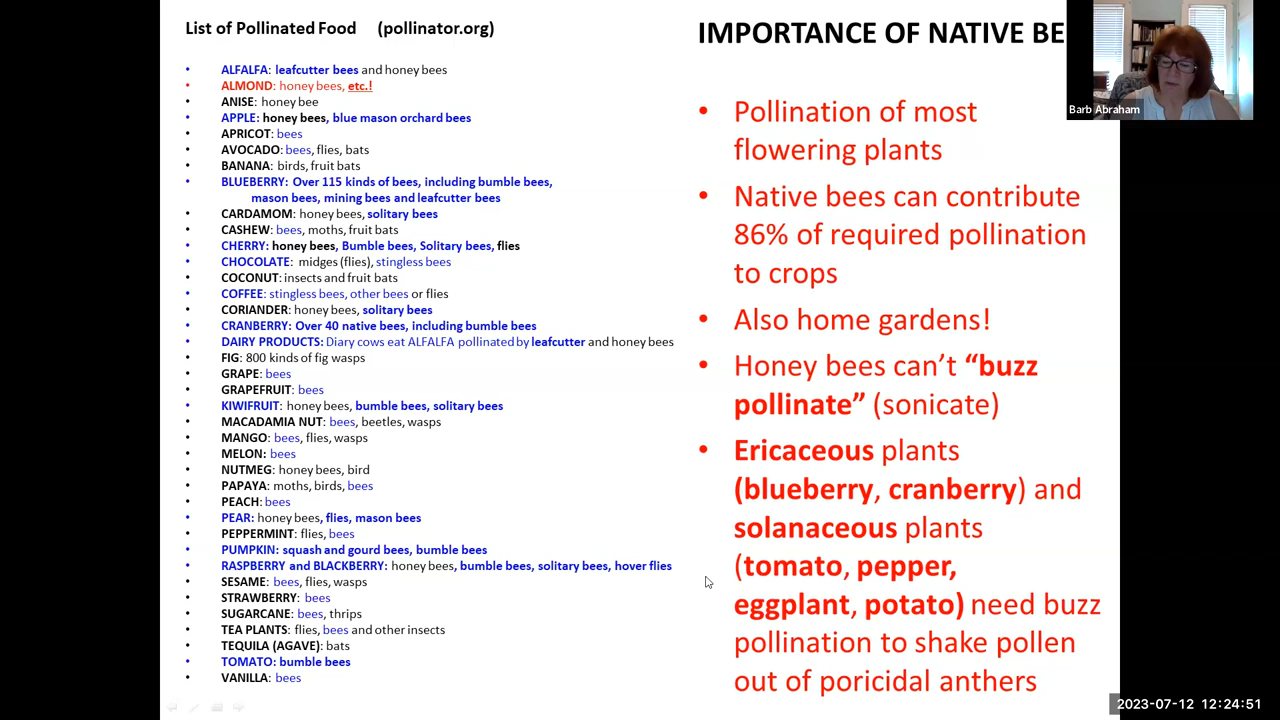 List of Pollinated Food (pollinator.org)
• ALFALFA: leafcutter bees and honey bees
• ALMOND: honey bees, etc.!
• ANISE: honey bee
• APPLE: honey bees, blue mason orchard bees
• APRICOT: bees
• AVOCADO: bees, flies, bats
• BANANA: birds, fruit bats
• BLUEBERRY: Over 115 kinds of bees, including bumble bees,
mason bees, mining bees and leafcutter bees
• CARDAMOM: honey bees, solitary bees
• CASHEW: bees, moths, fruit bats
• CHERRY: honey bees, Bumble bees, Solitary bees, flies
• CHOCOLATE: midges (flies), stingless bees
• COCONUT: insects and fruit bats
• COFFEE: stingless bees, other bees or flies
• CORIANDER: honey bees, solitary bees
• CRANBERRY: Over 40 native bees, including bumble bees
• DAIRY PRODUCTS: Diary cows eat ALFALFA pollinated by leafcutter and honey bees
• FIG: 800 kinds of fig wasps
• GRAPE: bees
• GRAPEFRUIT: bees
• KIWIFRUIT: honey bees, bumble bees, solitary bees
• MACADAMIA NUT: bees, beetles, wasps
• MANGO: bees, flies, wasps
• MELON: bees
• NUTMEG: honey bees, bird
• PAPAYA: moths, birds, bees
• PEACH: bees
• PEAR: honey bees, flies, mason bees
• PEPPERMINT: flies, bees
• PUMPKIN: squash and gourd bees, bumble bees
• RASPBERRY and BLACKBERRY: honey bees, bumble bees, solitary bees, hover flies
• SESAME: bees, flies, wasps
• STRAWBERRY: bees
• SUGARCANE: bees, thrips
• TEA PLANTS: flies, bees and other insects
• TEQUILA (AGAVE): bats
• TOMATO: bumble bees
• VANILLA: bees
IMPORTANCE OF NATIVE BE
• Pollination of most
flowering plants
• Native bees can contribute
86% of required pollination
to crops
• Also home gardens!
• Honey bees can’t “buzz
pollinate” (sonicate)
• Ericaceous plants
(blueberry, cranberry) and
solanaceous plants
(tomato, pepper,
eggplant, potato) need buzz
pollination to shake pollen
out of poricidal anthers
Barb Abraham
2023-07-12 12:24:51